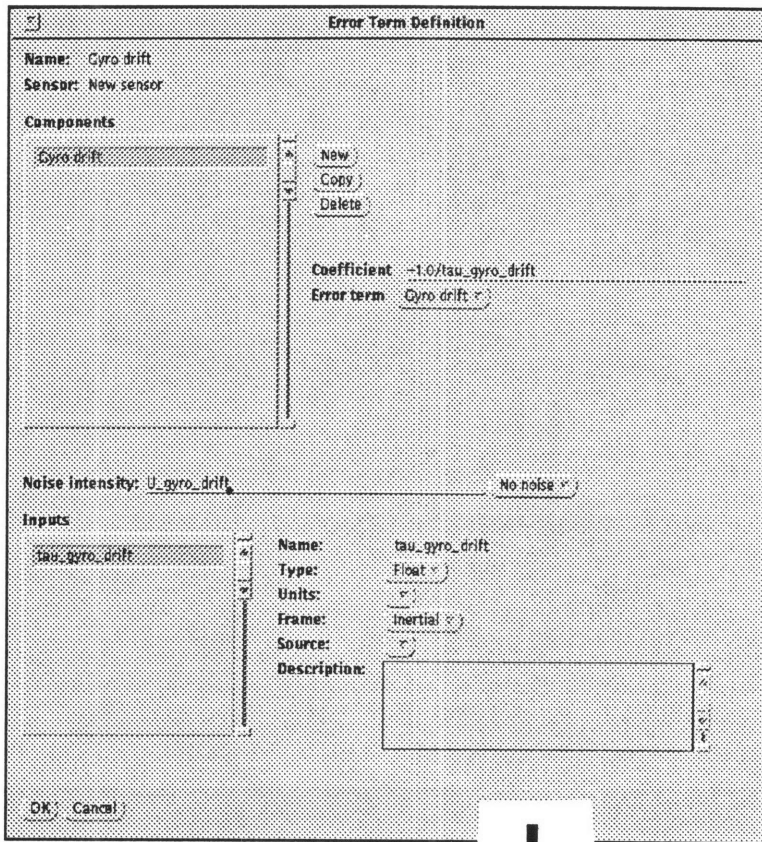 Error Term Definition
Name: Gyro drift
Sensor: New sensor
Components
Gyro drift
New
Copy
Delete
Coefficient -1.0/tau_gyro_drift
Error term Gyro drift
Noise intensity: U_gyro_drift No noise
Inputs
tau_gyro_drift
Name: tau_gyro_drift
Type: Float
Units:
Frame: Inertial
Source:
Description:
OK Cancel